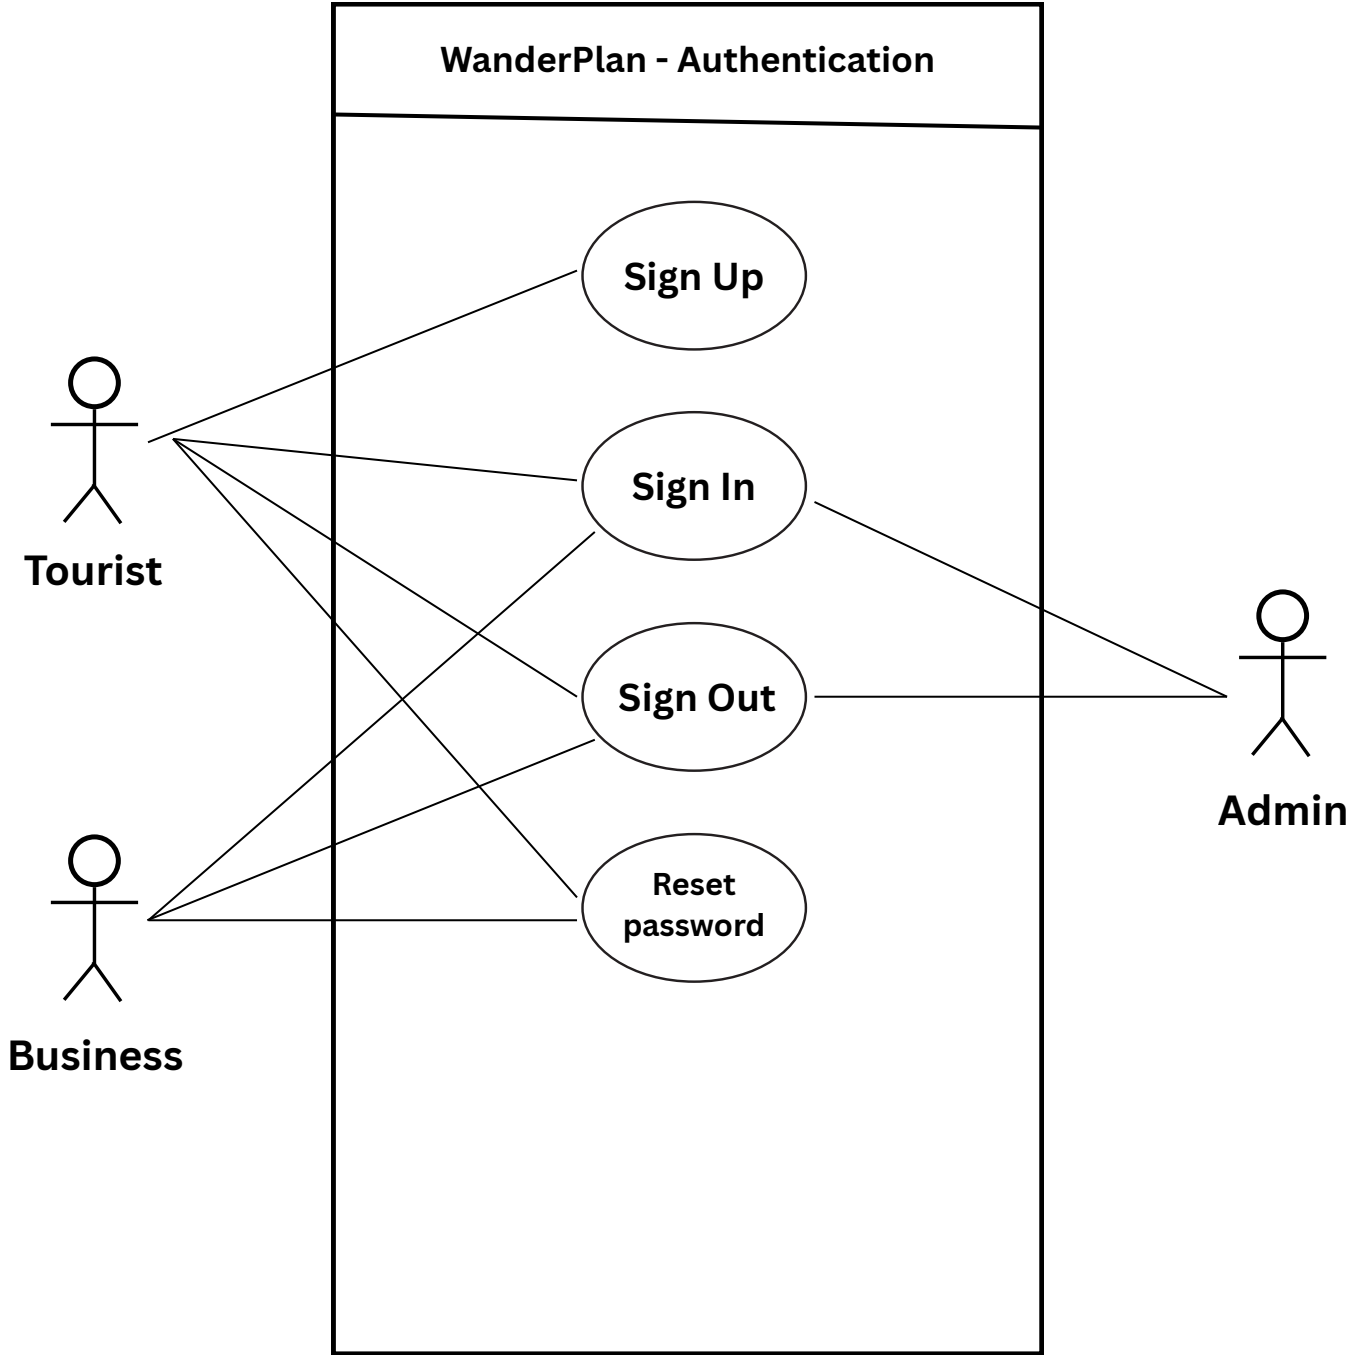 WanderPlan - Authentication
Sign Up
Sign In
Tourist
Sign Out
Admin
Reset
password
Business